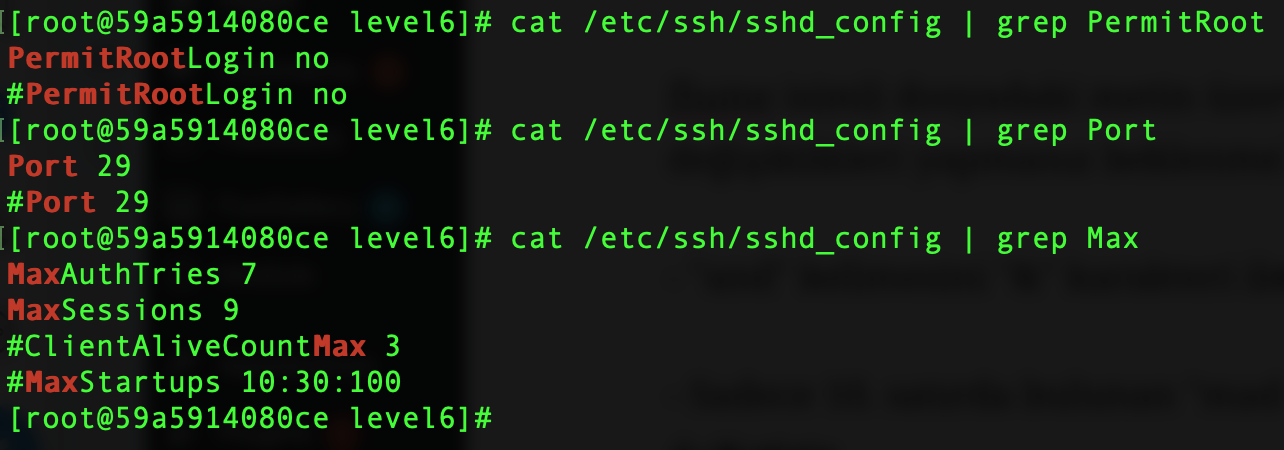 [[root@59a5914080ce level6]# cat /etc/ssh/sshd_config | grep PermitRoot
PermitRootLogin no
#PermitRootLogin no
[[root@59a5914080ce level6]# cat /etc/ssh/sshd_config | grep Port
Port 29
#Port 29
[[root@59a5914080ce level6]# cat /etc/ssh/sshd_config | grep Max
MaxAuthTries 7
MaxSessions 9
#ClientAliveCountMax 3
#MaxStartups 10:30:100
[root@59a5914080ce level6]#